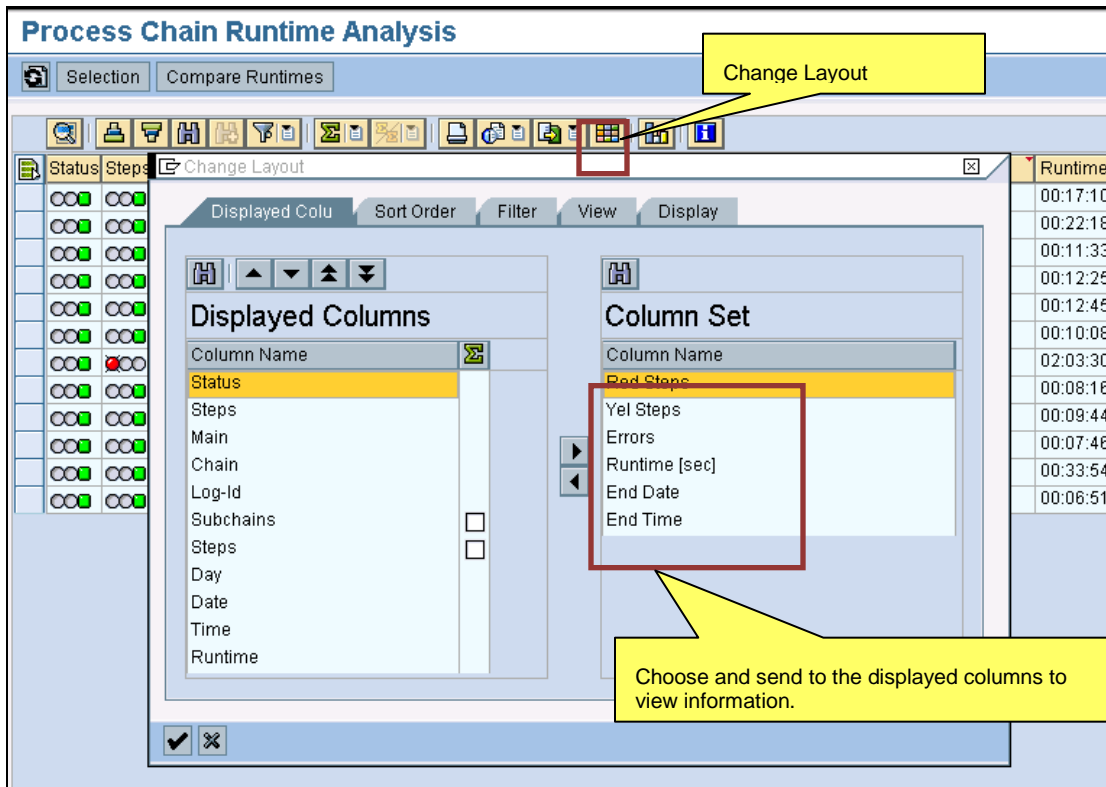 Process Chain Runtime Analysis
Change Layout
Selection Compare Runtimes
Status Steps Change Layout Runtime
Displayed Colu Sort Order Filter View Display
00:17:10
00:22:18
00:11:33
00:12:25
00:12:45
00:10:08
02:03:30
00:08:16
00:09:44
00:07:46
00:33:54
00:06:51
Displayed Columns
Column Name
Status
Steps
Main
Chain
Log-Id
Subchains
Steps
Day
Date
Time
Runtime
Column Set
Column Name
Red Steps
Yel Steps
Errors
Runtime [sec]
End Date
End Time
Choose and send to the displayed columns to
view information.